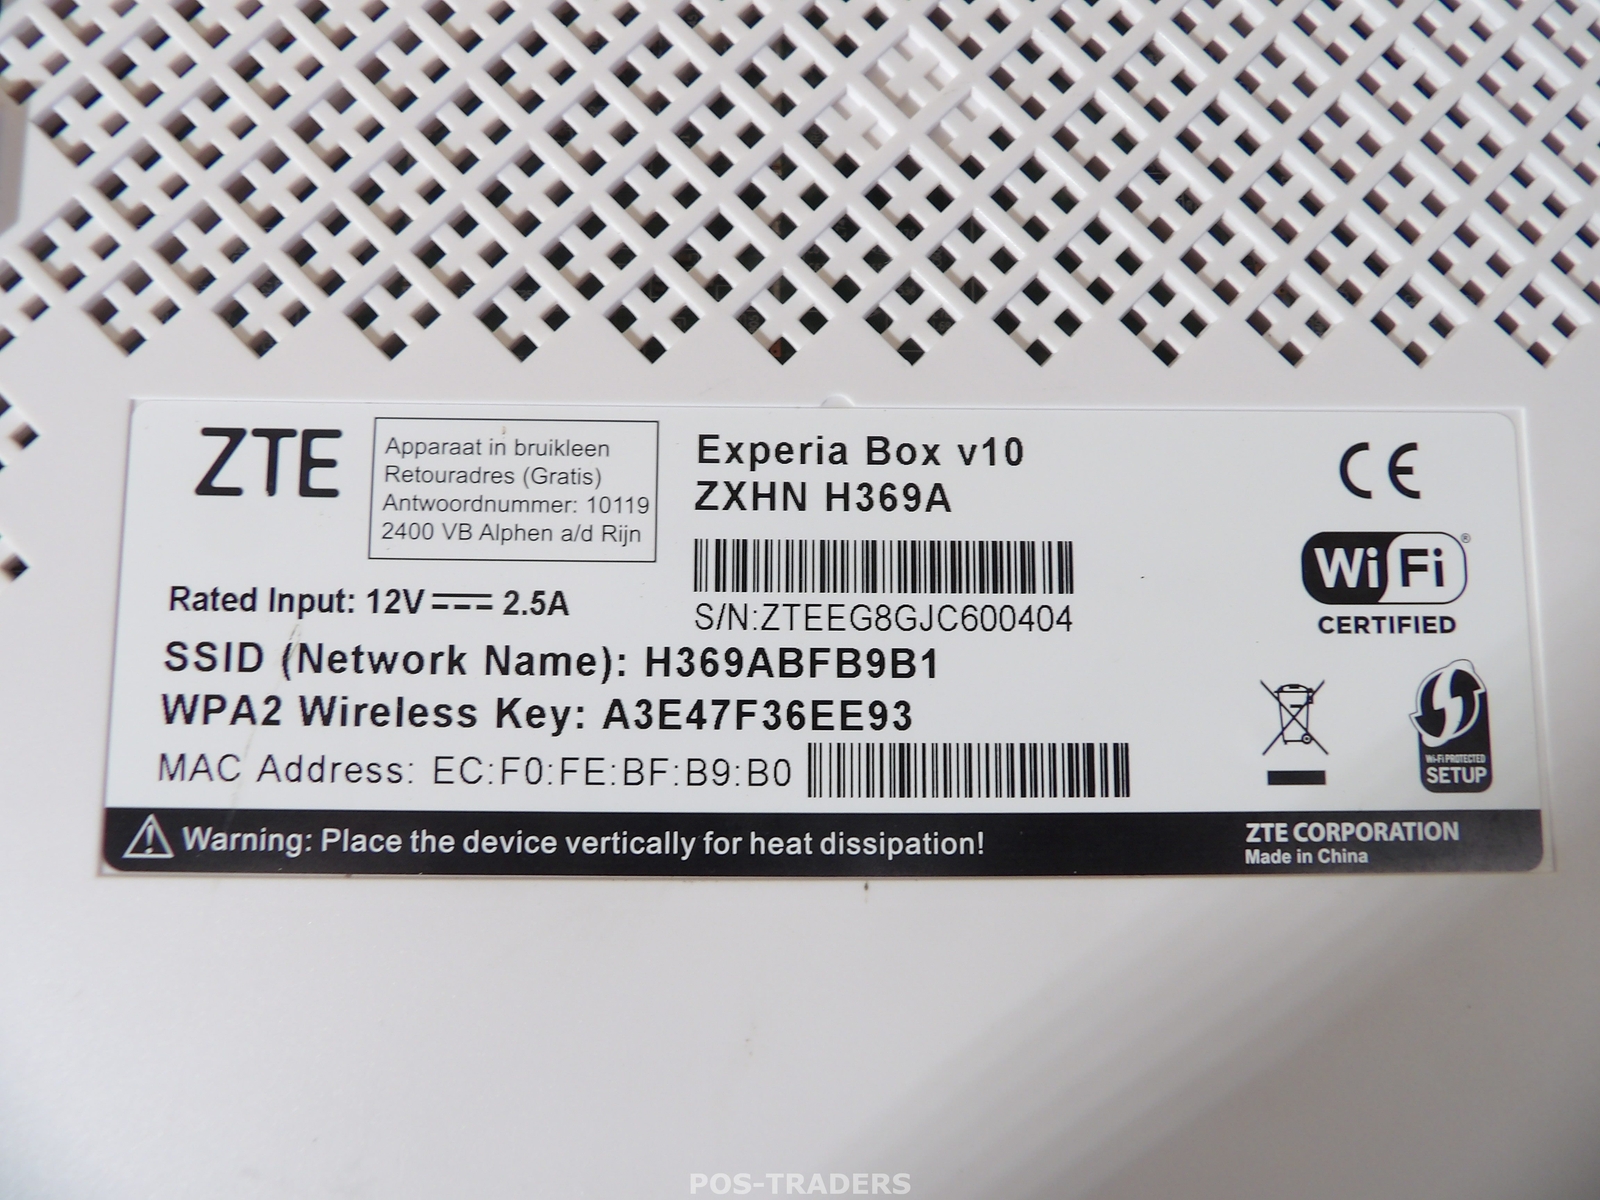 ZTE
Apparaat in bruikleen
Retouradres (Gratis)
Antwoordnummer: 10119
2400 VB Alphen a/d Rijn
Experia Box v10
ZXHN H369A
S/N:ZTEEG8GJC600404
Rated Input: 12V 2.5A
SSID (Network Name): H369ABFB9B1
WPA2 Wireless Key: A3E47F36EE93
MAC Address: EC:F0:FE:BF:B9:B0
CE
WiFi®
CERTIFIED
Wi-Fi PROTECTED
SETUP
Warning: Place the device vertically for heat dissipation!
ZTE CORPORATION
Made in China
POS-TRADERS